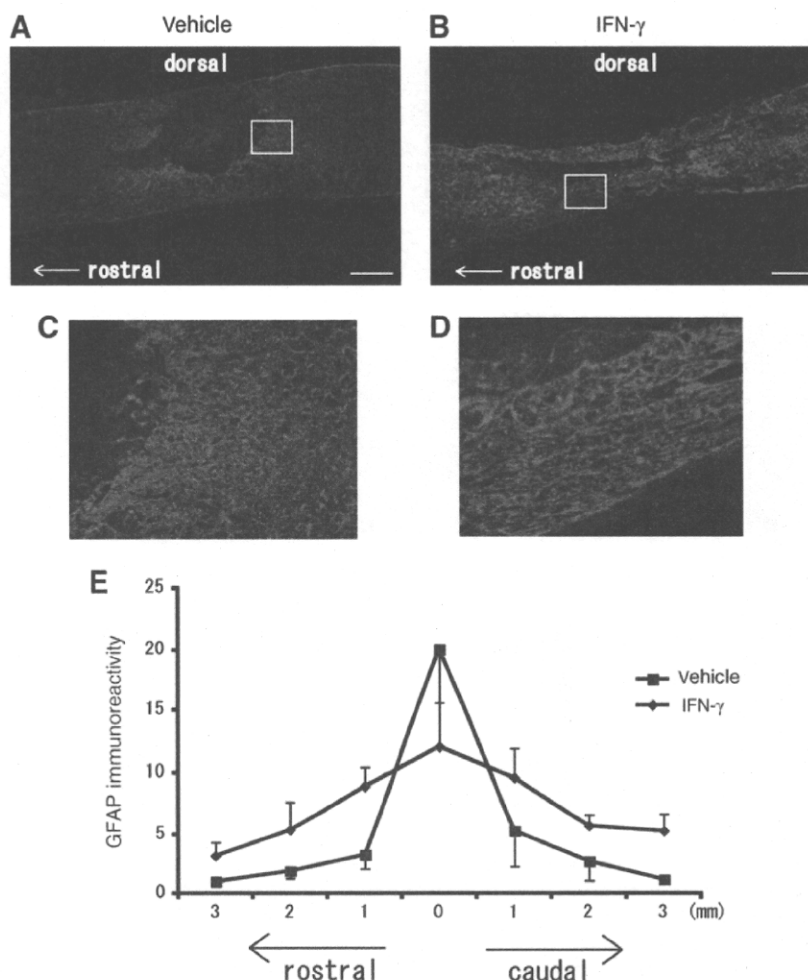 A Vehicle
B IFN-γ
dorsal
dorsal
rostral
rostral
C
D
E
GFAP immunoreactivity
25
20
15
10
5
0
3 2 1 0 1 2 3 (mm)
Vehicle
IFN-γ
rostral
caudal